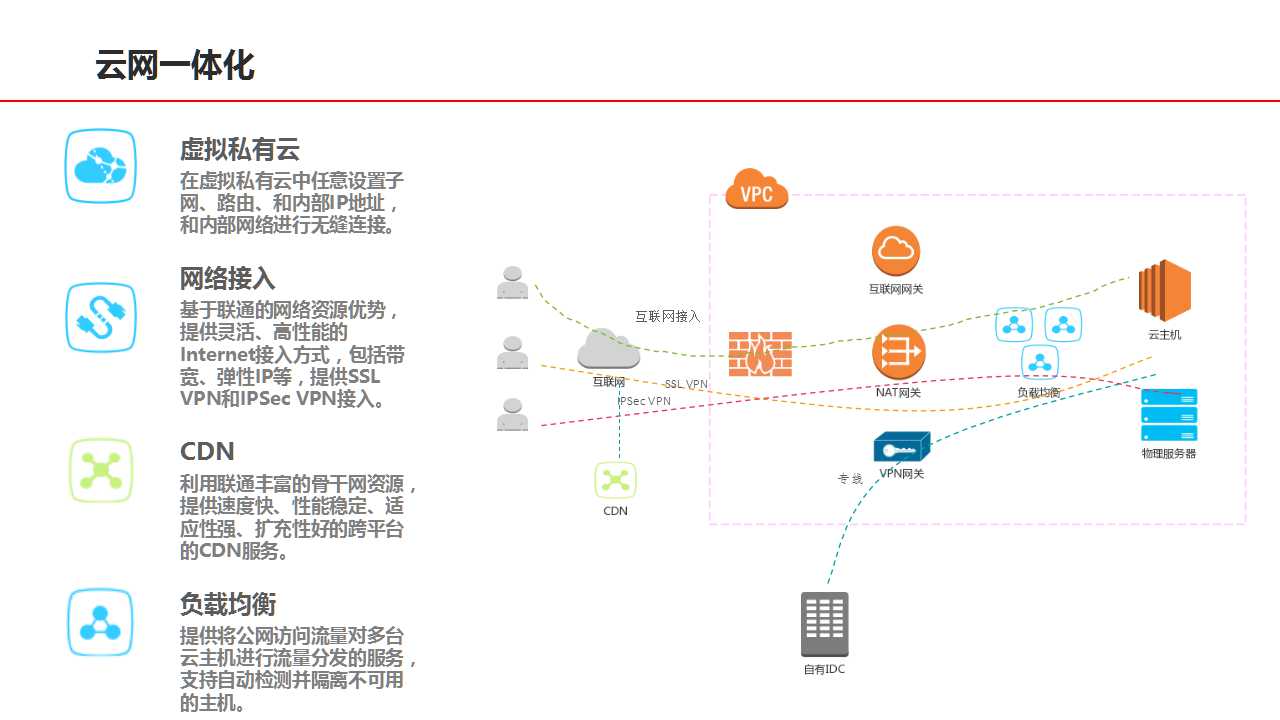 云网一体化
虚拟私有云
在虚拟私有云中任意设置子
网、路由、和内部IP地址，
和内部网络进行无缝连接。
网络接入
基于联通的网络资源优势，
提供灵活、高性能的
Internet接入方式，包括带
宽、弹性IP等，提供SSL
VPN和IPSec VPN接入。
CDN
利用联通丰富的骨干网资源，
提供速度快、性能稳定、适
应性强、扩充性好的跨平台
的CDN服务。
负载均衡
提供将公网访问流量对多台
云主机进行流量分发的服务，
支持自动检测并隔离不可用
的主机。
VPC
互联网网关
互联网接入
云主机
互联网
SSL VPN
NAT网关
负载均衡
IPSec VPN
物理服务器
专线
VPN网关
CDN
自有IDC